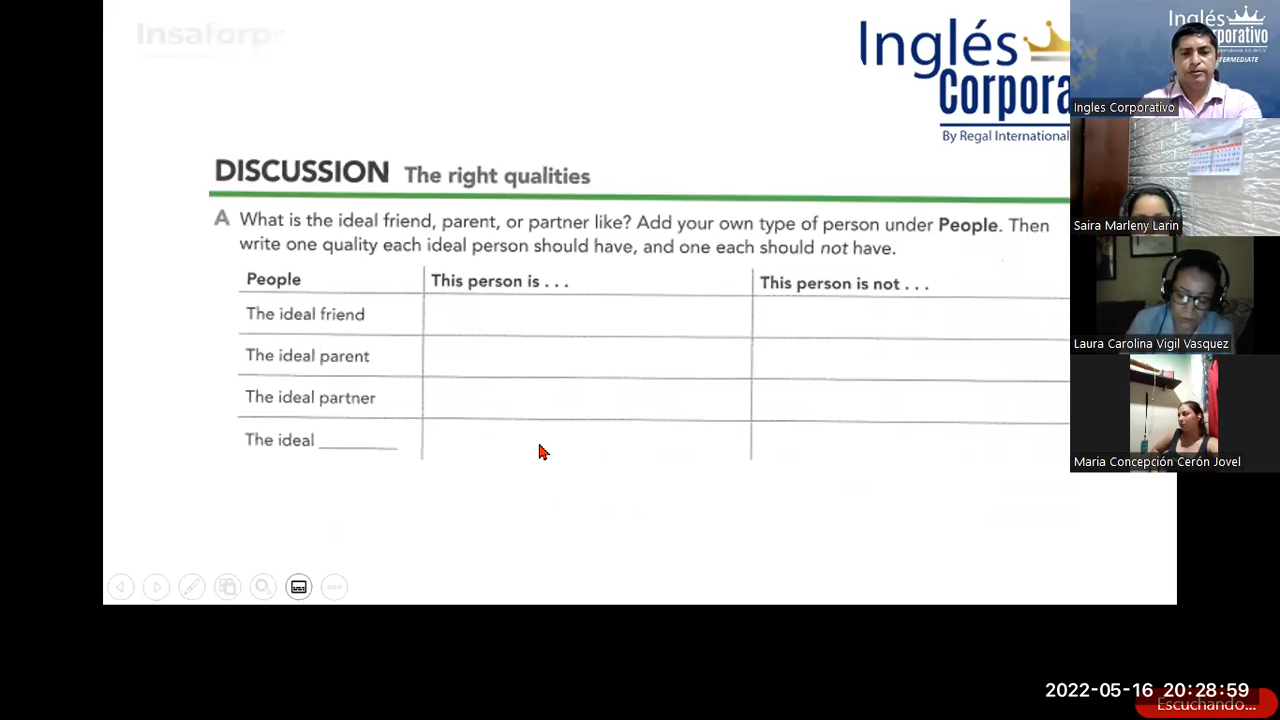 Insaforp
Inglés
Corpora
By Regal International
DISCUSSION The right qualities
A What is the ideal friend, parent, or partner like? Add your own type of person under People. Then
write one quality each ideal person should have, and one each should not have.
People This person is . . . This person is not . . .
The ideal friend
The ideal parent
The ideal partner
The ideal ________
Inglés
orporativo
TERMEDIATE
Ingles Corporativo
Saira Marleny Larin
Laura Carolina Vigil Vasquez
Maria Concepción Cerón Jovel
2022-05-16 20:28:59
Escuchando...